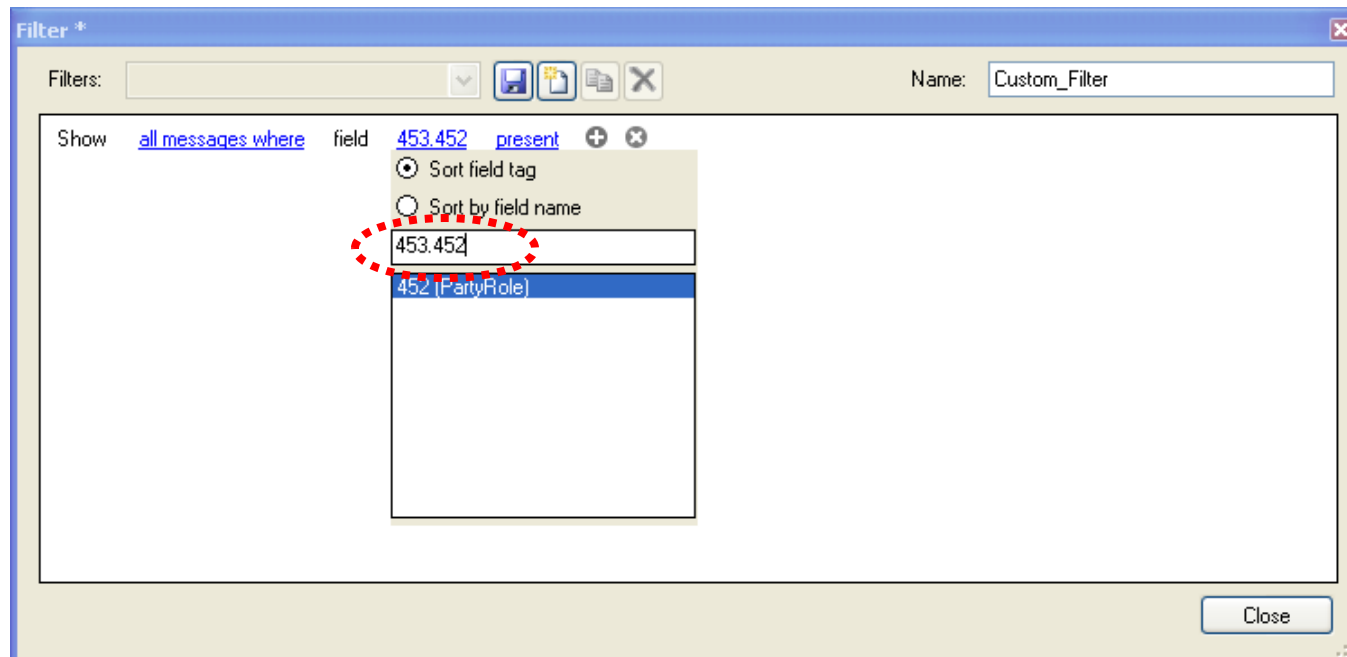 Filter *
Filters: Name: Custom_Filter
Show all messages where field 453.452 present
Sort field tag
Sort by field name
453.452
452 (PartyRole)
Close